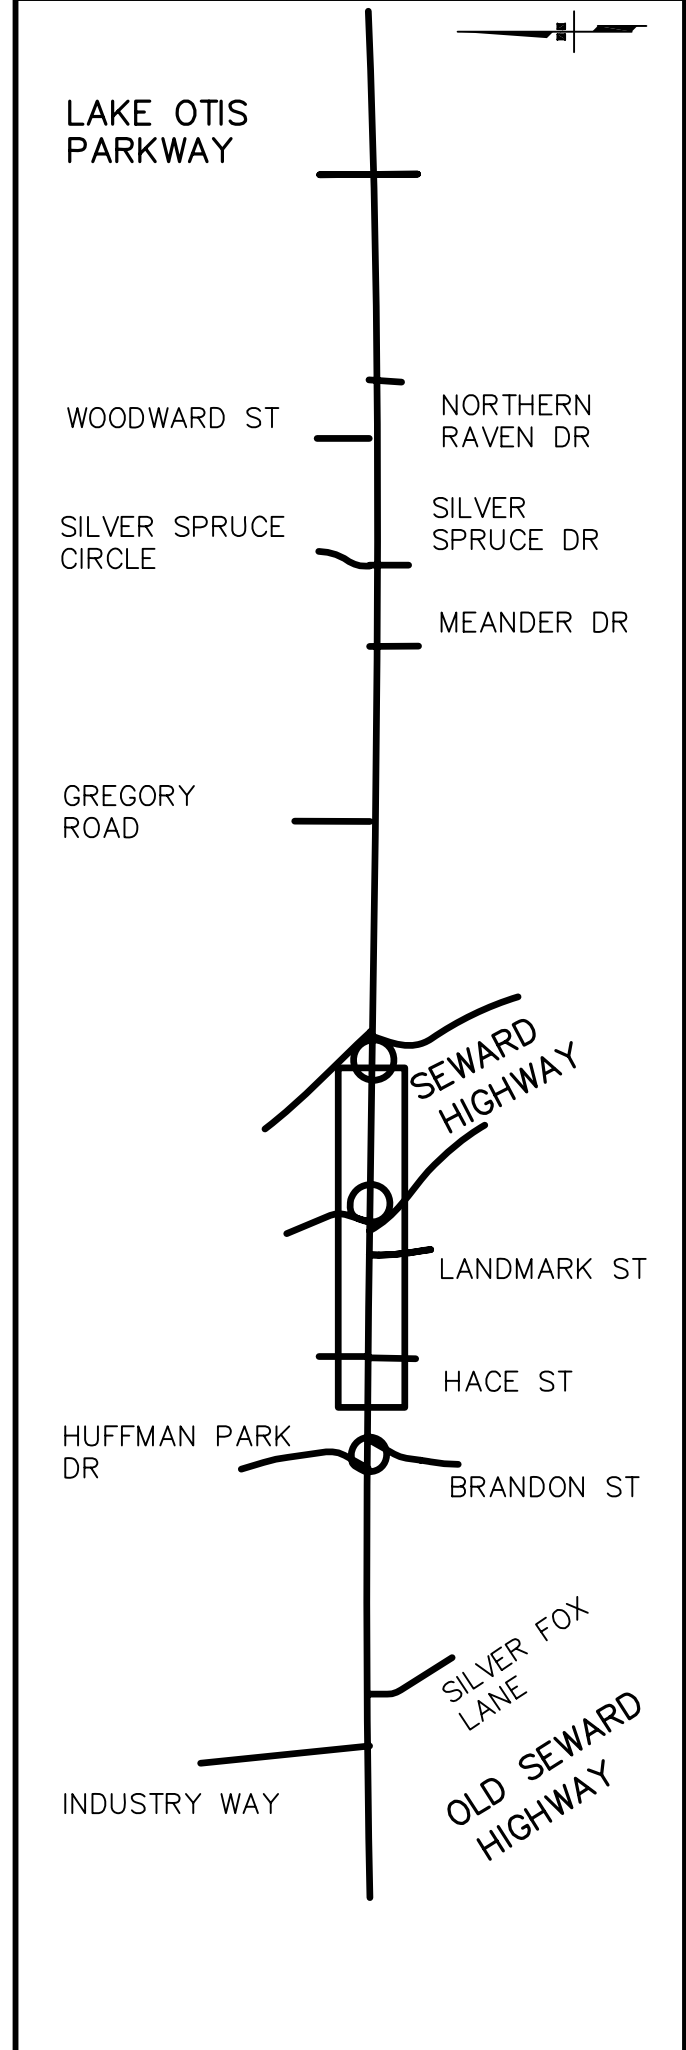 LAKE OTIS
PARKWAY
WOODWARD ST
NORTHERN
RAVEN DR
SILVER SPRUCE
CIRCLE
SILVER
SPRUCE DR
MEANDER DR
GREGORY
ROAD
SEWARD
HIGHWAY
LANDMARK ST
HACE ST
HUFFMAN PARK
DR
BRANDON ST
SILVER FOX
LANE
OLD SEWARD
HIGHWAY
INDUSTRY WAY